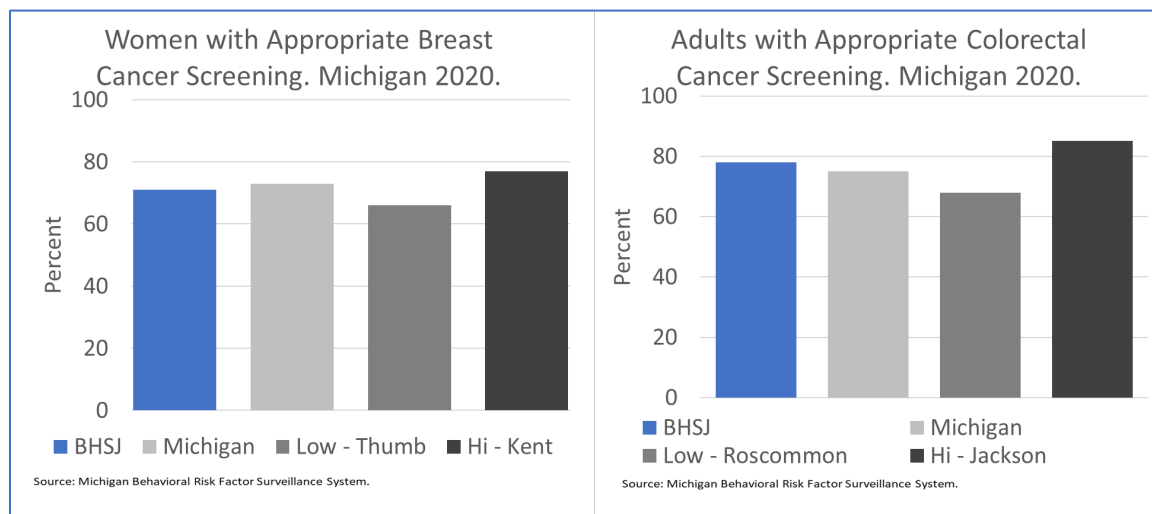 Women with Appropriate Breast
Cancer Screening. Michigan 2020.
100
80
60
40
20
0
Percent
BHSJ Michigan Low - Thumb Hi - Kent
Source: Michigan Behavioral Risk Factor Surveillance System.
Adults with Appropriate Colorectal
Cancer Screening. Michigan 2020.
100
80
60
40
20
0
Percent
BHSJ Michigan
Low - Roscommon Hi - Jackson
Source: Michigan Behavioral Risk Factor Surveillance System.